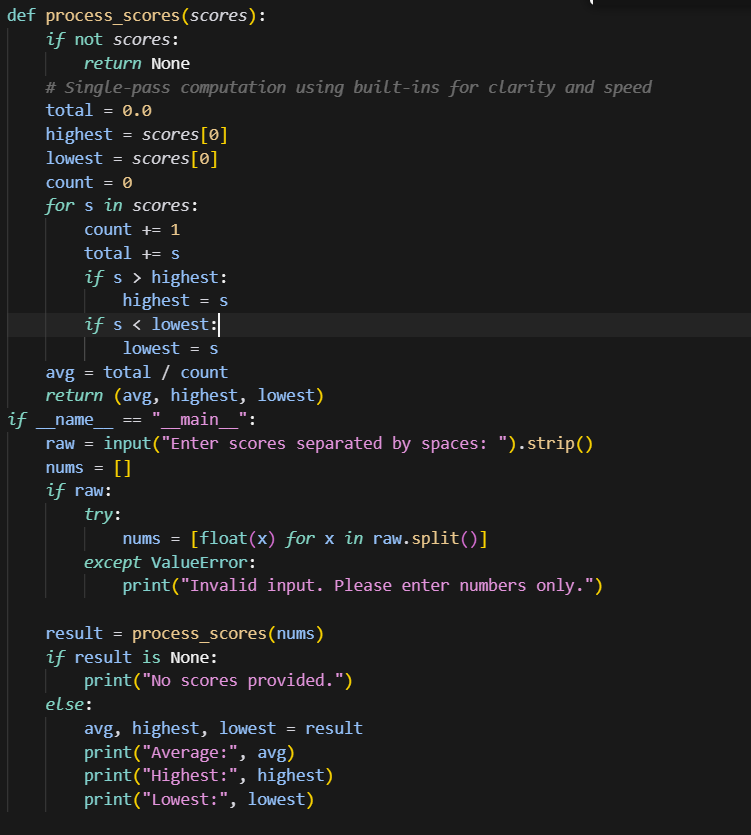 def process_scores(scores):
    if not scores:
        return None
    # Single-pass computation using built-ins for clarity and speed
    total = 0.0
    highest = scores[0]
    lowest = scores[0]
    count = 0
    for s in scores:
        count += 1
        total += s
        if s > highest:
            highest = s
        if s < lowest:
            lowest = s
    avg = total / count
    return (avg, highest, lowest)
if __name__ == "__main__":
    raw = input("Enter scores separated by spaces: ").strip()
    nums = []
    if raw:
        try:
            nums = [float(x) for x in raw.split()]
        except ValueError:
            print("Invalid input. Please enter numbers only.")

    result = process_scores(nums)
    if result is None:
        print("No scores provided.")
    else:
        avg, highest, lowest = result
        print("Average:", avg)
        print("Highest:", highest)
        print("Lowest:", lowest)